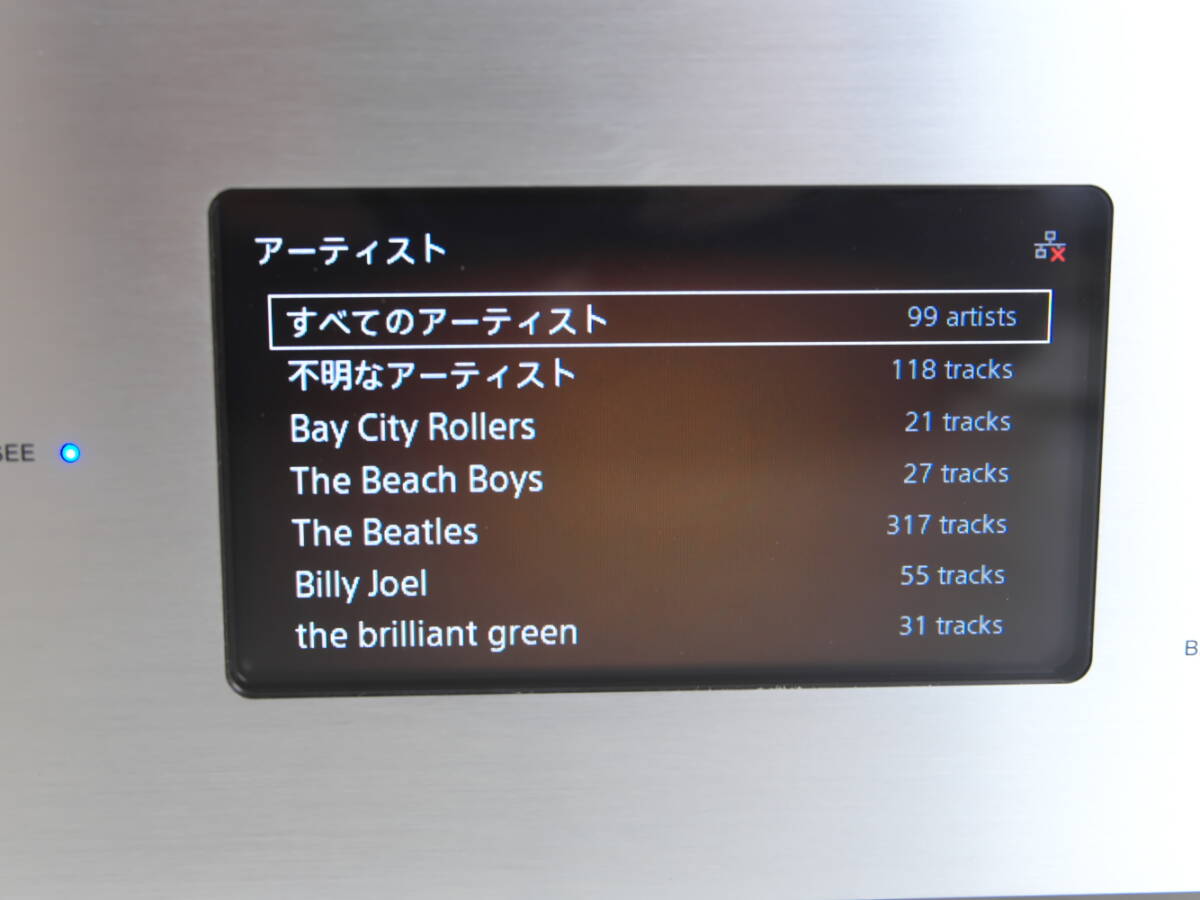 アーティスト
すべてのアーティスト 99 artists
不明なアーティスト 118 tracks
Bay City Rollers 21 tracks
The Beach Boys 27 tracks
The Beatles 317 tracks
Billy Joel 55 tracks
the brilliant green 31 tracks